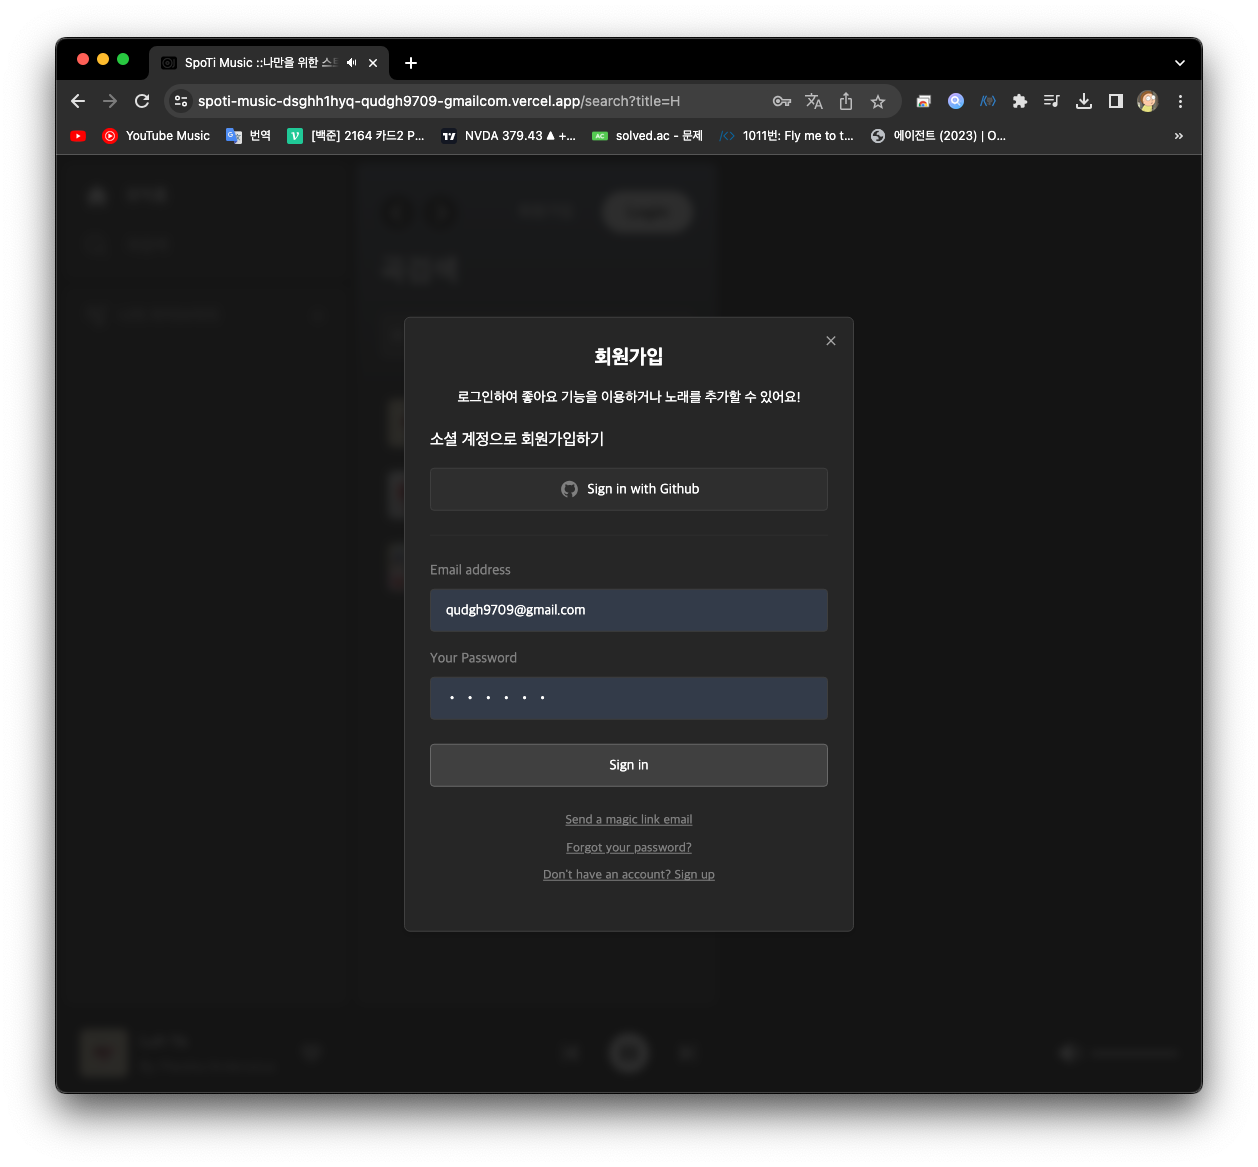 SpoTi Music ::나만을 위한 스트
spoti-music-dsghh1hyq-qudgh9709-gmailcom.vercel.app/search?title=H
YouTube Music
번역
[백준] 2164 카드2 P...
NVDA 379.43 ▲ +...
AC
solved.ac - 문제
1011번: Fly me to t...
에이전트 (2023) | O...
»
회원가입
로그인하여 좋아요 기능을 이용하거나 노래를 추가할 수 있어요!
소셜 계정으로 회원가입하기
Sign in with Github
Email address
qudgh9709@gmail.com
Your Password
• • • • • •
Sign in
Send a magic link email
Forgot your password?
Don't have an account? Sign up